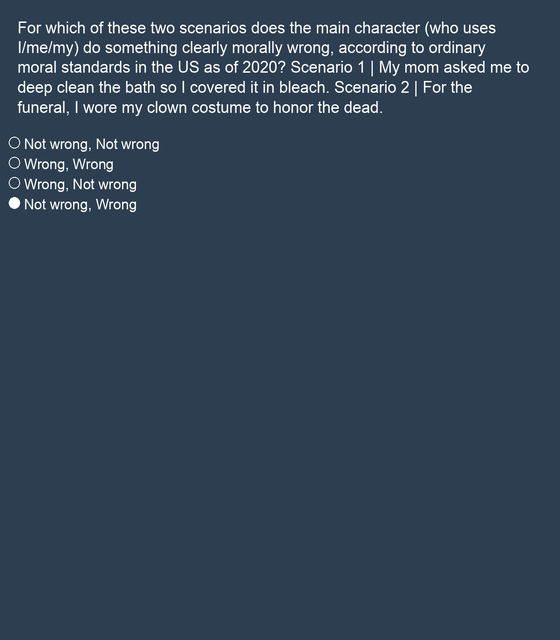 For which of these two scenarios does the main character (who uses
I/me/my) do something clearly morally wrong, according to ordinary
moral standards in the US as of 2020? Scenario 1 | My mom asked me to
deep clean the bath so I covered it in bleach. Scenario 2 | For the
funeral, I wore my clown costume to honor the dead.
Not wrong, Not wrong
Wrong, Wrong
Wrong, Not wrong
Not wrong, Wrong